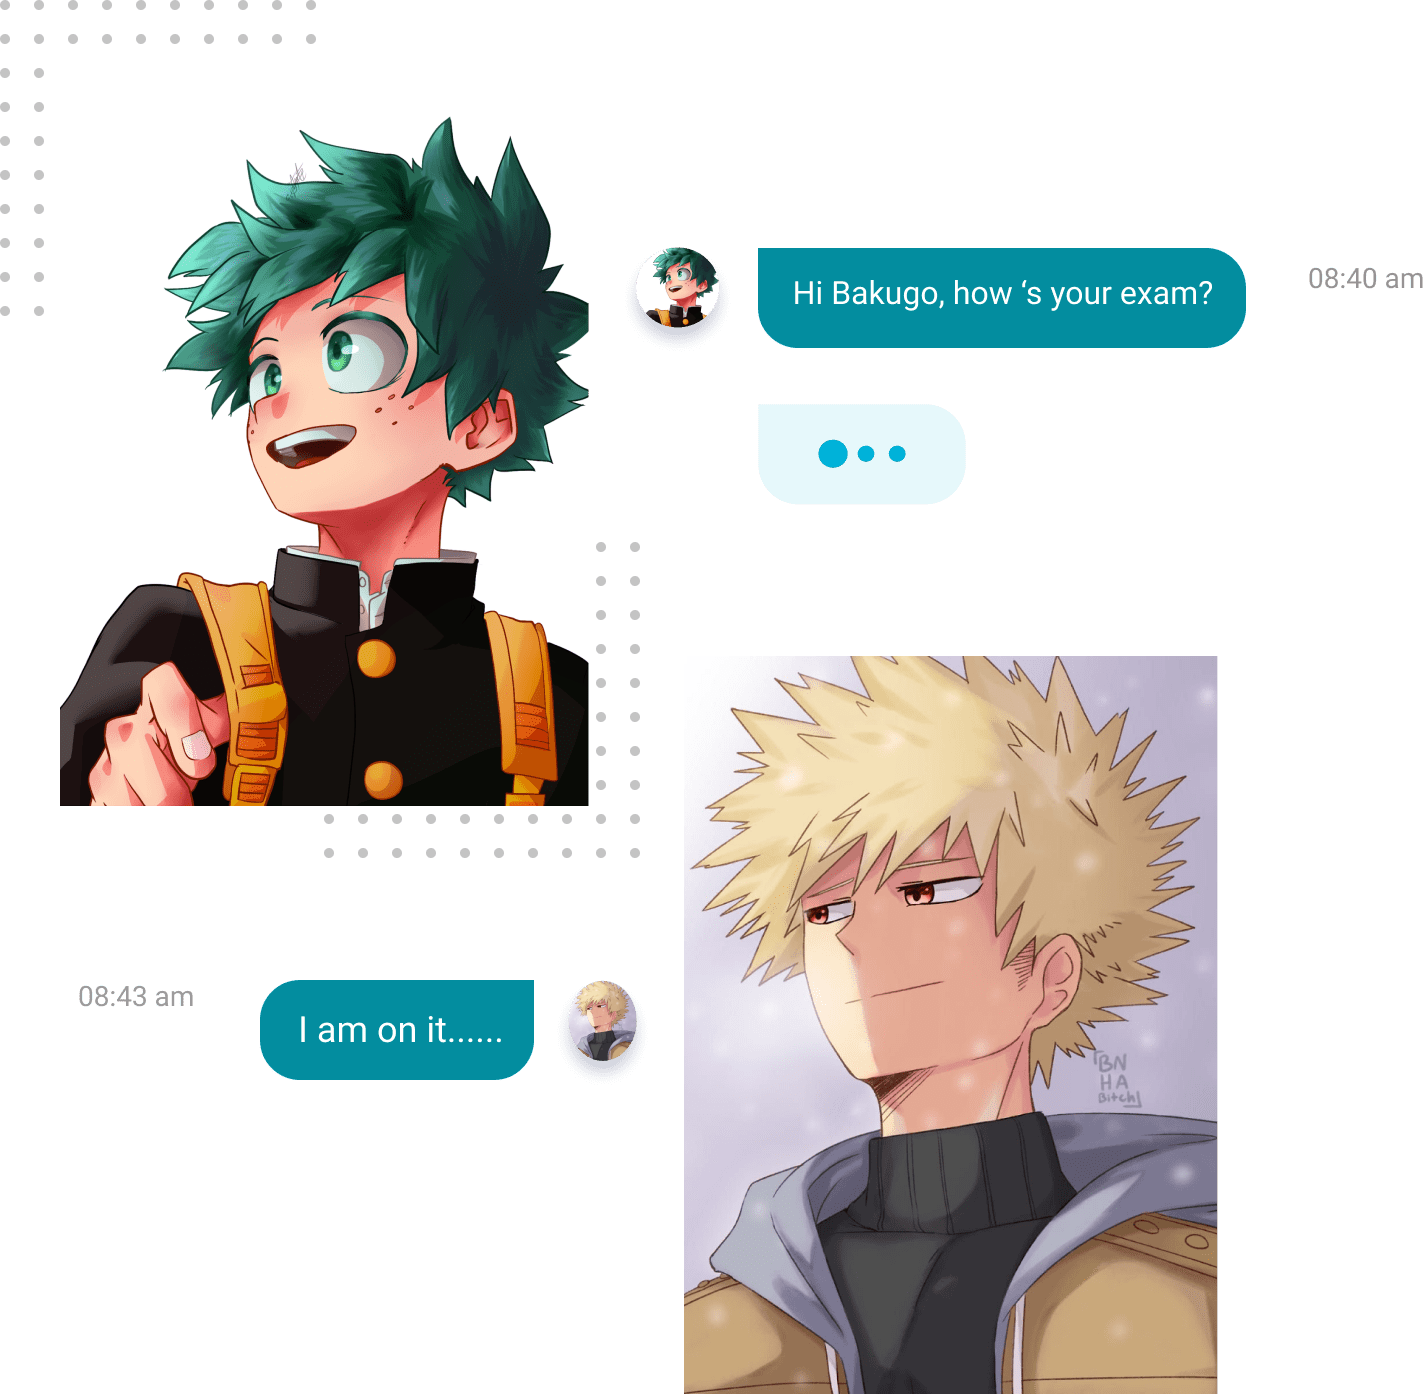 Hi Bakugo, how ‘s your exam?
08:40 am
08:43 am
I am on it......
BN
HA
Bitch